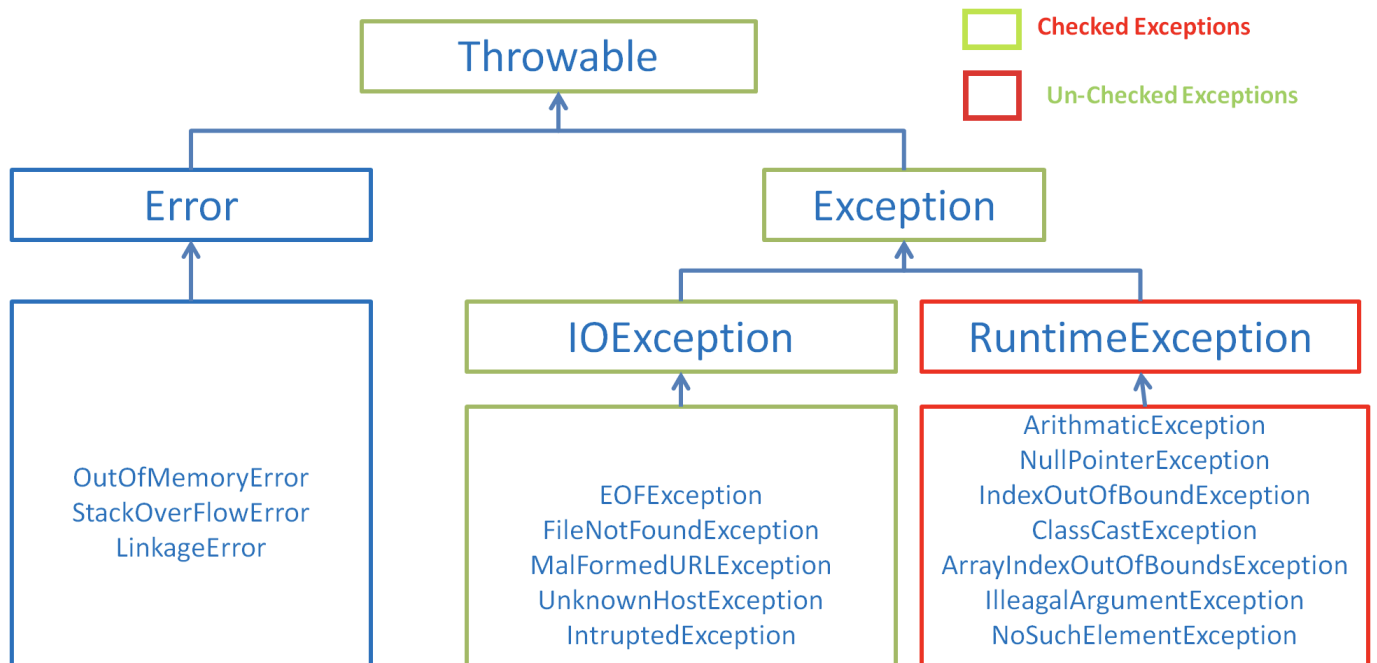 Throwable
Checked Exceptions
Un-Checked Exceptions
Error
Exception
IOException
RuntimeException
OutOfMemoryError
StackOverFlowError
LinkageError
EOFException
FileNotFoundException
MalFormedURLException
UnknownHostException
IntruptedException
ArithmaticException
NullPointerException
IndexOutOfBoundException
ClassCastException
ArrayIndexOutOfBoundsException
IlleagalArgumentException
NoSuchElementException